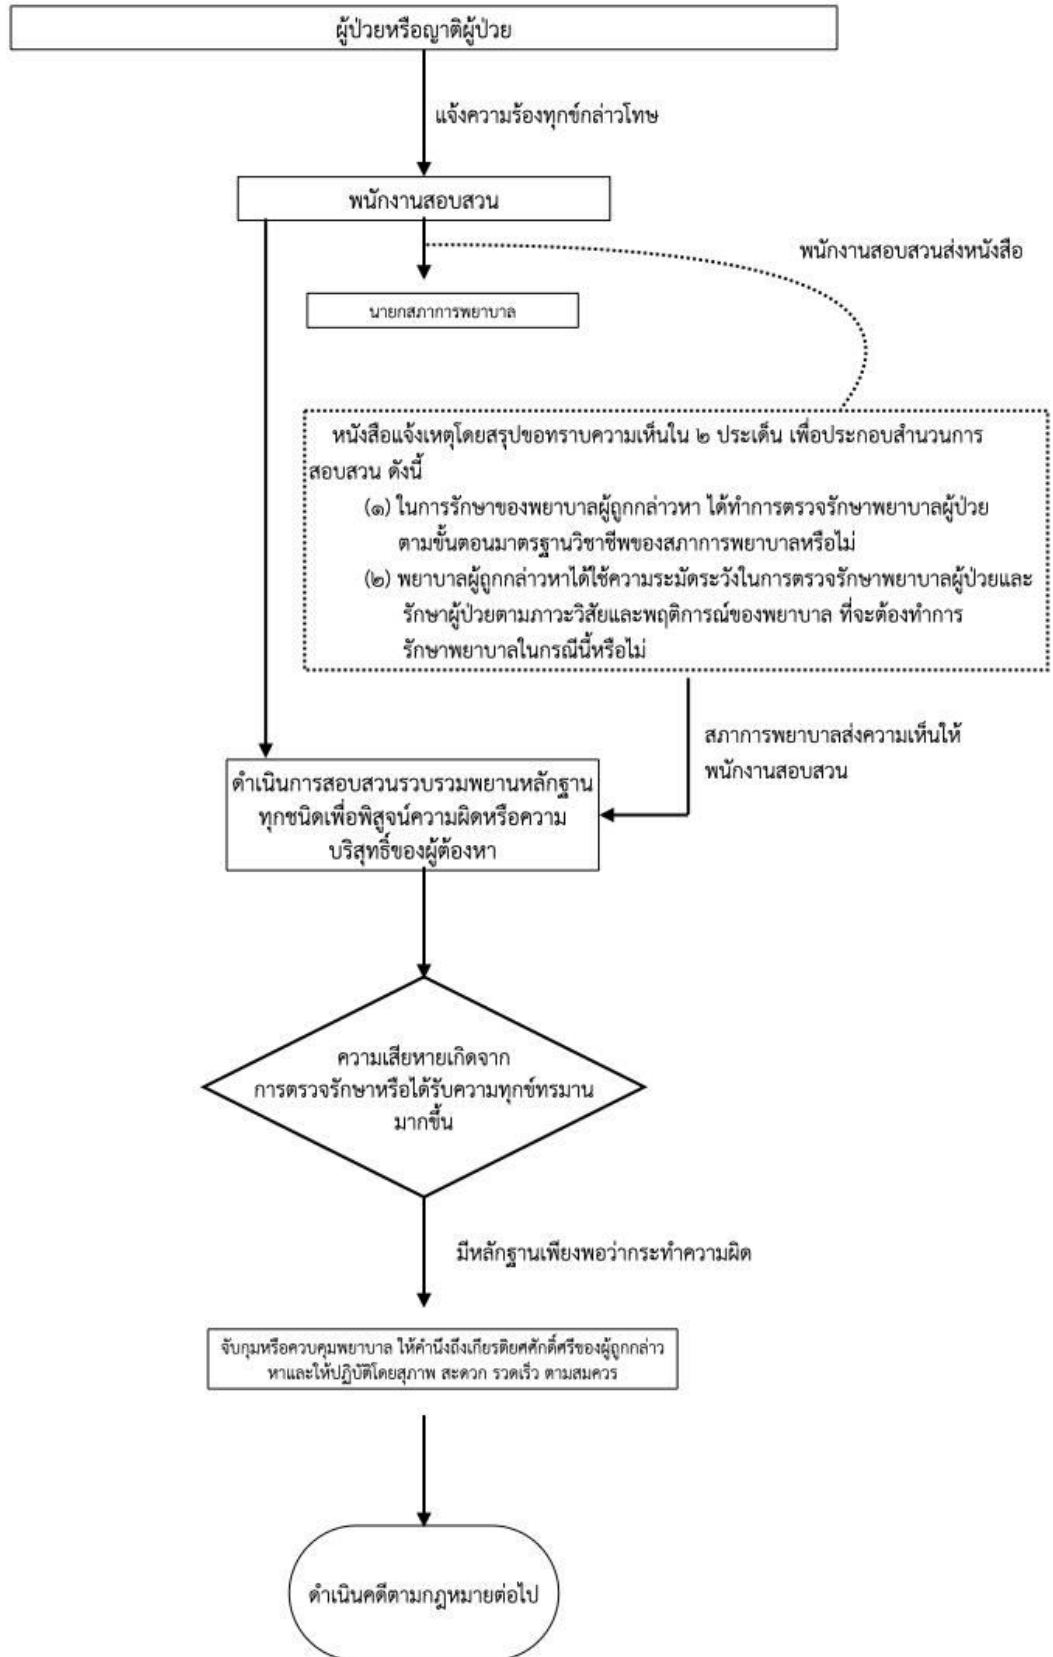 ผู้ป่วยหรือญาติผู้ป่วย
แจ้งความร้องทุกข์กล่าวโทษ
พนักงานสอบสวน
พนักงานสอบสวนส่งหนังสือ
นายกสภาการพยาบาล
หนังสือแจ้งเหตุโดยสรุปขอทราบความเห็นใน ๒ ประเด็น เพื่อประกอบสำนวนการ
สอบสวน ดังนี้
(๑) ในการรักษาของพยาบาลผู้ถูกกล่าวหา ได้ทำการตรวจรักษาพยาบาลผู้ป่วย
ตามขั้นตอนมาตรฐานวิชาชีพของสภาการพยาบาลหรือไม่
(๒) พยาบาลผู้ถูกกล่าวหาได้ใช้ความระมัดระวังในการตรวจรักษาพยาบาลผู้ป่วยและ
รักษาผู้ป่วยตามภาวะวิสัยและพฤติการณ์ของพยาบาล ที่จะต้องทำการ
รักษาพยาบาลในกรณีนี้หรือไม่
สภาการพยาบาลส่งความเห็นให้
พนักงานสอบสวน
ดำเนินการสอบสวนรวบรวมพยานหลักฐาน
ทุกชนิดเพื่อพิสูจน์ความผิดหรือความ
บริสุทธิ์ของผู้ต้องหา
ความเสียหายเกิดจาก
การตรวจรักษาหรือได้รับความทุกข์ทรมาน
มากขึ้น
มีหลักฐานเพียงพอว่ากระทำความผิด
จับกุมหรือควบคุมพยาบาล ให้คำนึงถึงเกียรติยศศักดิ์ศรีของผู้ถูกกล่าว
หาและให้ปฏิบัติโดยสุภาพ สะดวก รวดเร็ว ตามสมควร
ดำเนินคดีตามกฎหมายต่อไป